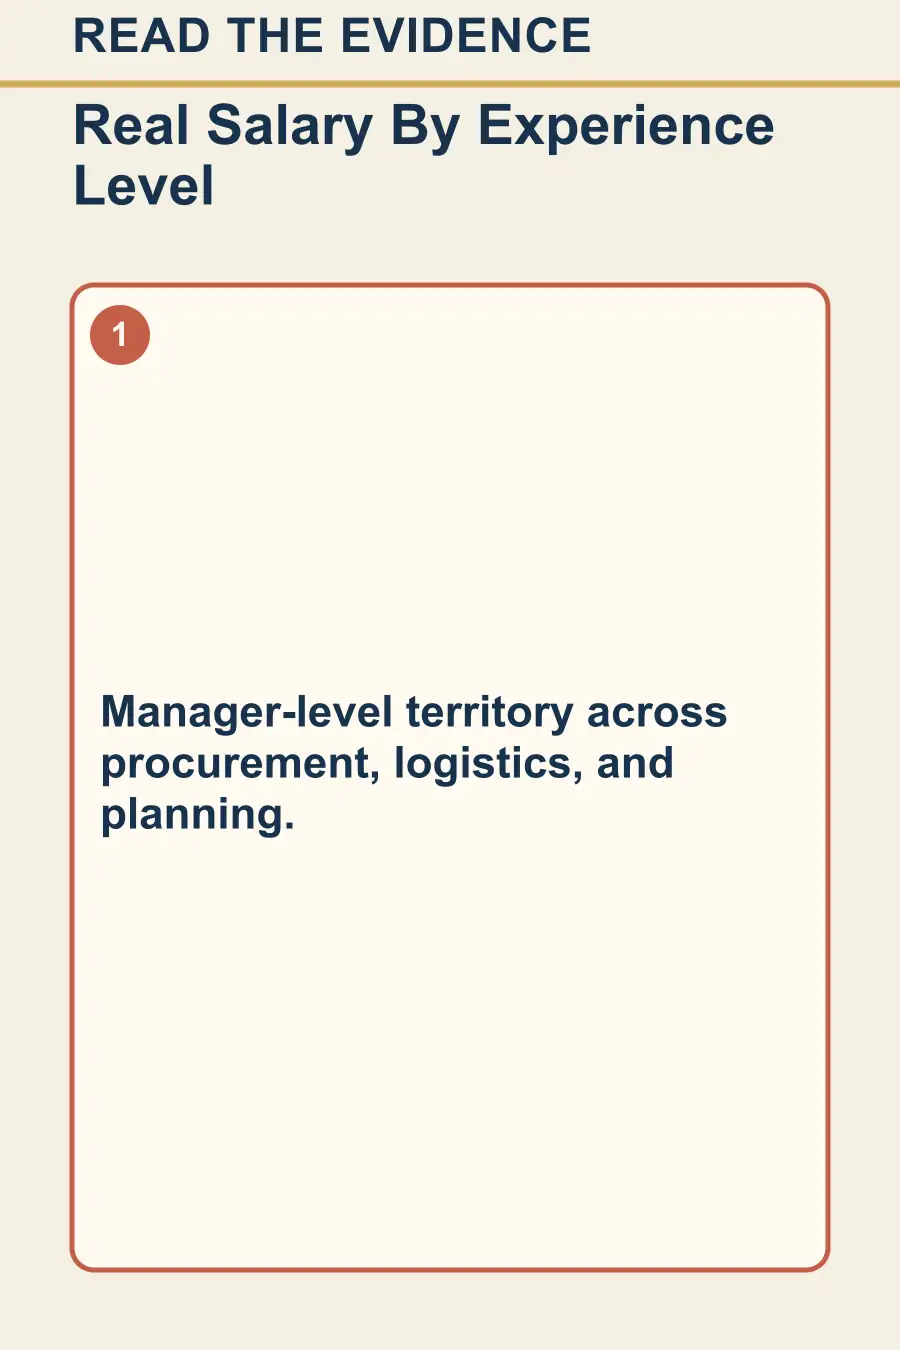 READ THE EVIDENCE
Real Salary By Experience
Level
1
Manager-level territory across
procurement, logistics, and
planning.